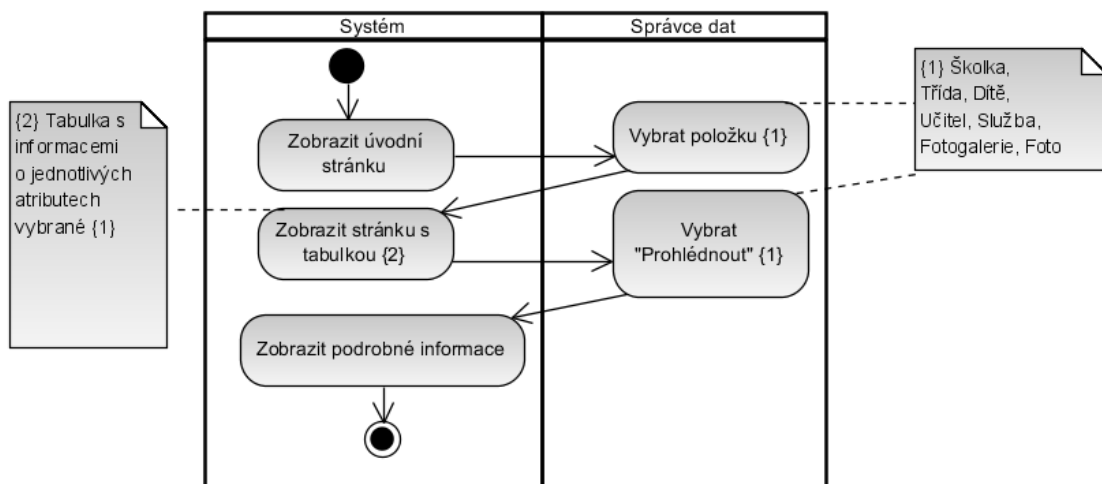 Systém
Správce dat
{2} Tabulka s
informacemi
o jednotlivých
atributech
vybrané {1}
Zobrazit úvodní
stránku
Vybrat položku {1}
{1} Školka,
Třída, Dítě,
Učitel, Služba,
Fotogalerie, Foto
Zobrazit stránku s
tabulkou {2}
Vybrat
"Prohlédnout" {1}
Zobrazit podrobné informace